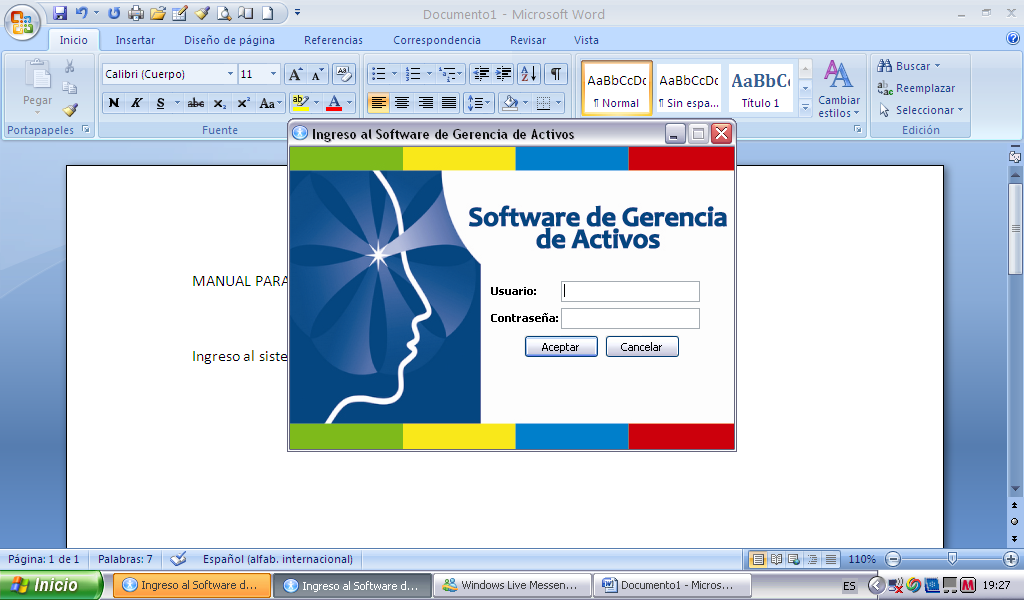 Documento1 - Microsoft Word
Inicio Insertar Diseño de página Referencias Correspondencia Revisar Vista
Pegar
Calibri (Cuerpo) 11
N K S abc x₂ x² Aa
AaBbCcDc AaBbCcDc AaBbC
¶ Normal ¶ Sin espa... Título 1
Cambiar
estilos
Buscar
Reemplazar
Seleccionar
Portapapeles Fuente Edición
Ingreso al Software de Gerencia de Activos
Software de Gerencia
de Activos
Usuario:
Contraseña:
Aceptar Cancelar
MANUAL PARA
Ingreso al siste
Página: 1 de 1 Palabras: 7 Español (alfab. internacional) 110%
Inicio Ingreso al Software d... Ingreso al Software d... Windows Live Messen... Documento1 - Micros... ES 19:27